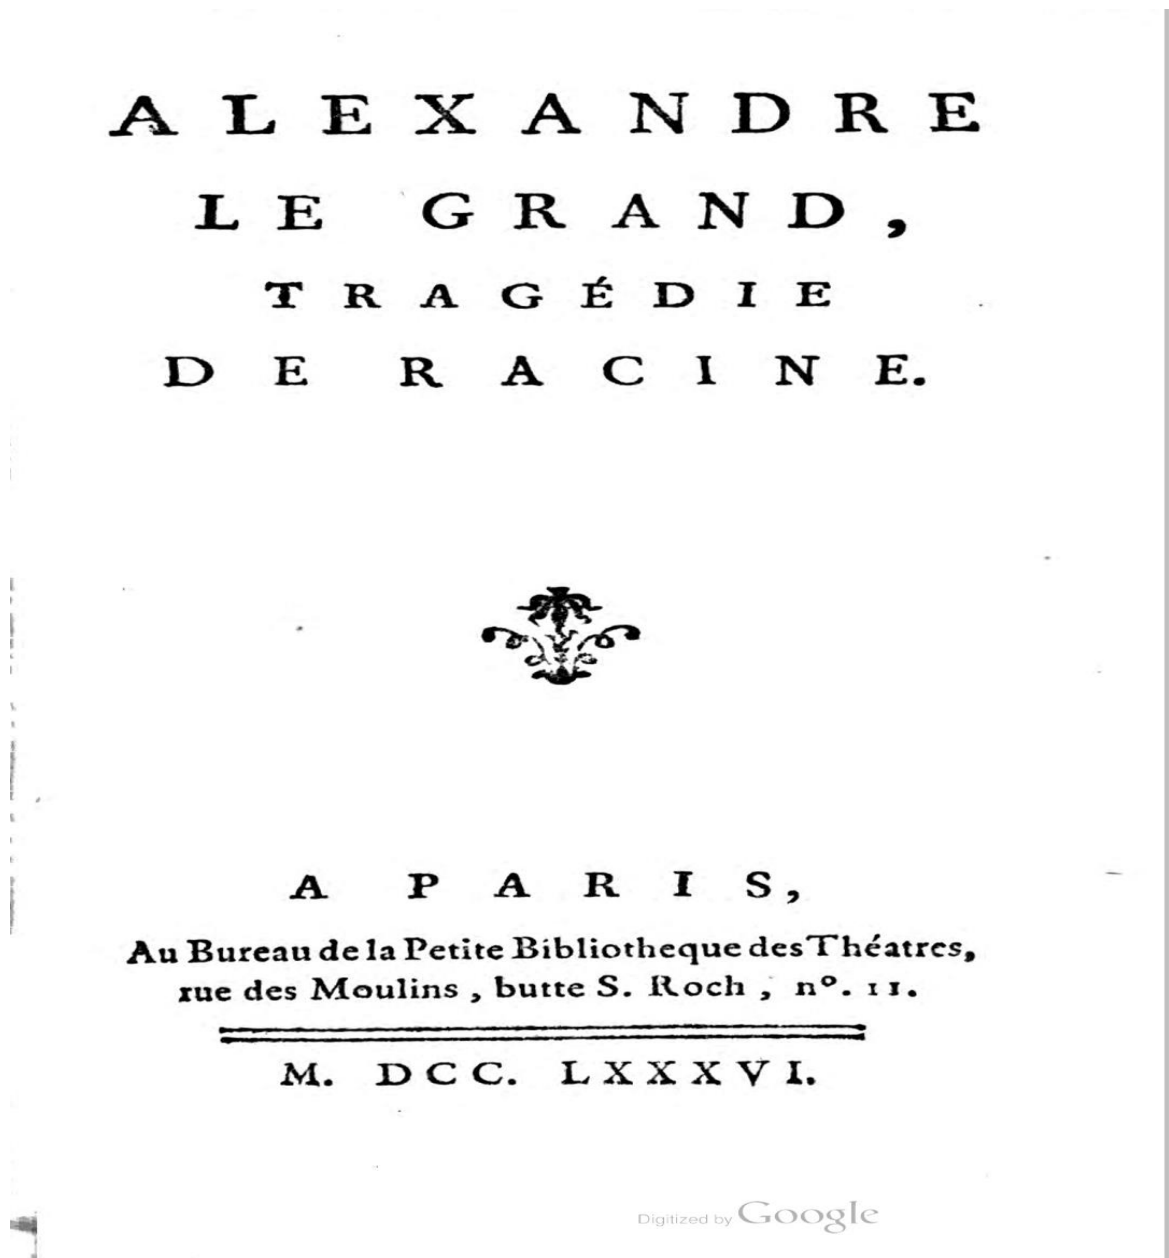 ALEXANDRE
LE GRAND,
TRAGÉDIE
DE RACINE.
A PARIS,
Au Bureau de la Petite Bibliotheque des Théatres,
rue des Moulins, butte S. Roch, nº. 11.
M. DCC. LXXXVI.
Digitized by Google